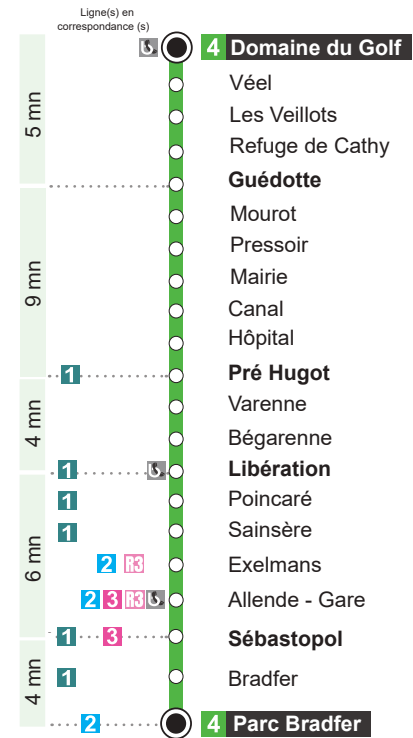 Ligne(s) en
correspondance (s)
4 Domaine du Golf
5 mn
Véel
Les Veillots
Refuge de Cathy
Guédotte
9 mn
Mourot
Pressoir
Mairie
Canal
Hôpital
1 Pré Hugot
4 mn
Varenne
Bégarenne
1 Libération
6 mn
1 Poincaré
1 Sainsère
2 R3 Exelmans
2 3 R3 Allende - Gare
1 3 Sébastopol
4 mn
1 Bradfer
2 4 Parc Bradfer